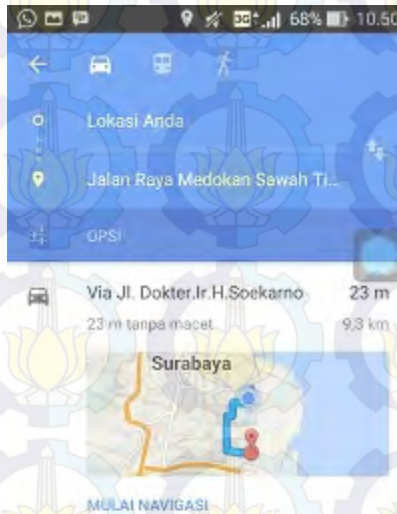 68% 10.50
Lokasi Anda
Jalan Raya Medokan Sawah Ti...
OPSI
Via Jl. Dokter.Ir.H.Soekarno 23 m
23 m tanpa macet 9,3 km
Surabaya
MULAI NAVIGASI